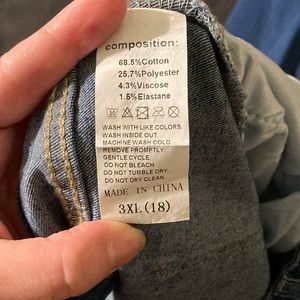 composition:
68.5%Cotton
25.7%Polyester
4.3%Viscose
1.5%Elastane
WASH WITH LIKE COLORS.
WASH INSIDE OUT.
MACHINE WASH COLD.
REMOVE PROMPTLY.
GENTLE CYCLE.
DO NOT BLEACH.
DO NOT TUMBLE DRY.
DO NOT DRY CLEAN.
MADE IN CHINA
3XL(18)